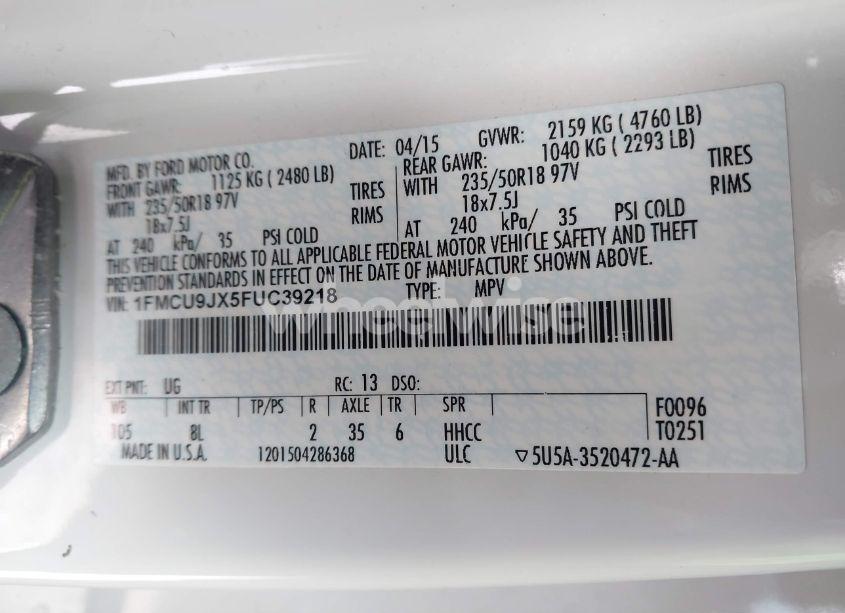 MFD. BY FORD MOTOR CO.
DATE: 04/15 GVWR: 2159 KG ( 4760 LB)
FRONT GAWR: 1125 KG ( 2480 LB)
REAR GAWR: 1040 KG ( 2293 LB)
WITH 235/50R18 97V TIRES
WITH 235/50R18 97V TIRES
18x7.5J RIMS
18x7.5J RIMS
AT 240 kPa/ 35 PSI COLD
AT 240 kPa/ 35 PSI COLD
THIS VEHICLE CONFORMS TO ALL APPLICABLE FEDERAL MOTOR VEHICLE SAFETY AND THEFT
PREVENTION STANDARDS IN EFFECT ON THE DATE OF MANUFACTURE SHOWN ABOVE.
VIN: 1FMCU9JX5FUC39218 TYPE: MPV
wheelwise
EXT PNT: UG RC: 13 DSO:
WB INT TR TP/PS R AXLE TR SPR
105 8L 2 35 6 HHCC
F0096
T0251
MADE IN U.S.A. 1201504286368 ULC ▽5U5A-3520472-AA